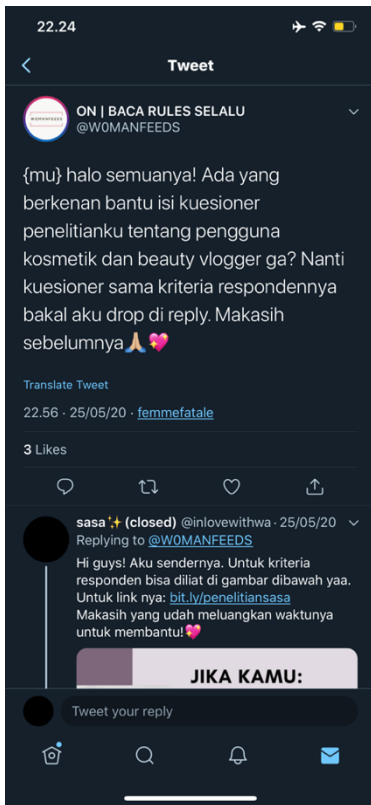 22.24
Tweet
WOMANFEEDS
ON | BACA RULES SELALU
@W0MANFEEDS
{mu} halo semuanya! Ada yang
berkenan bantu isi kuesioner
penelitianku tentang pengguna
kosmetik dan beauty vlogger ga? Nanti
kuesioner sama kriteria respondennya
bakal aku drop di reply. Makasih
sebelumnya🙏🏼💖
Translate Tweet
22.56 · 25/05/20 · femmefatale
3 Likes
sasa✨(closed) @inlovewithwa · 25/05/20
Replying to @W0MANFEEDS
Hi guys! Aku sendernya. Untuk kriteria
responden bisa diliat di gambar dibawah yaa.
Untuk link nya: bit.ly/penelitiansasa
Makasih yang udah meluangkan waktunya
untuk membantu!💖
JIKA KAMU:
Tweet your reply